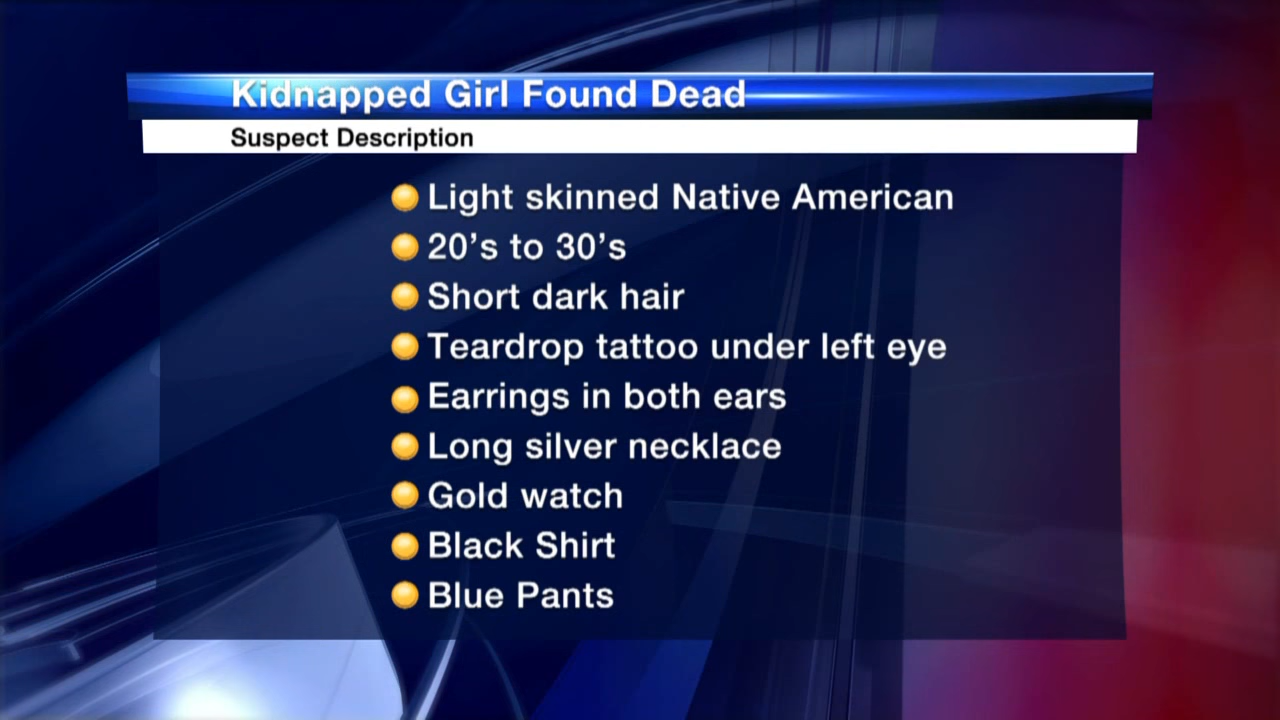 Kidnapped Girl Found Dead
Suspect Description
Light skinned Native American
20's to 30's
Short dark hair
Teardrop tattoo under left eye
Earrings in both ears
Long silver necklace
Gold watch
Black Shirt
Blue Pants